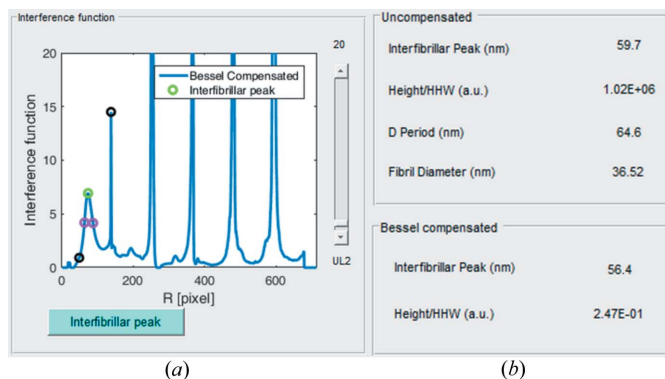 Interference function
20
15
10
5
0
0
200
400
600
Interference function
R [pixel]
Bessel Compensated
Interfibrillar peak
20
UL2
Interfibrillar peak
(a)
Uncompensated
Interfibrillar Peak (nm) 59.7
Height/HHW (a.u.) 1.02E+06
D Period (nm) 64.6
Fibril Diameter (nm) 36.52
Bessel compensated
Interfibrillar Peak (nm) 56.4
Height/HHW (a.u.) 2.47E-01
(b)